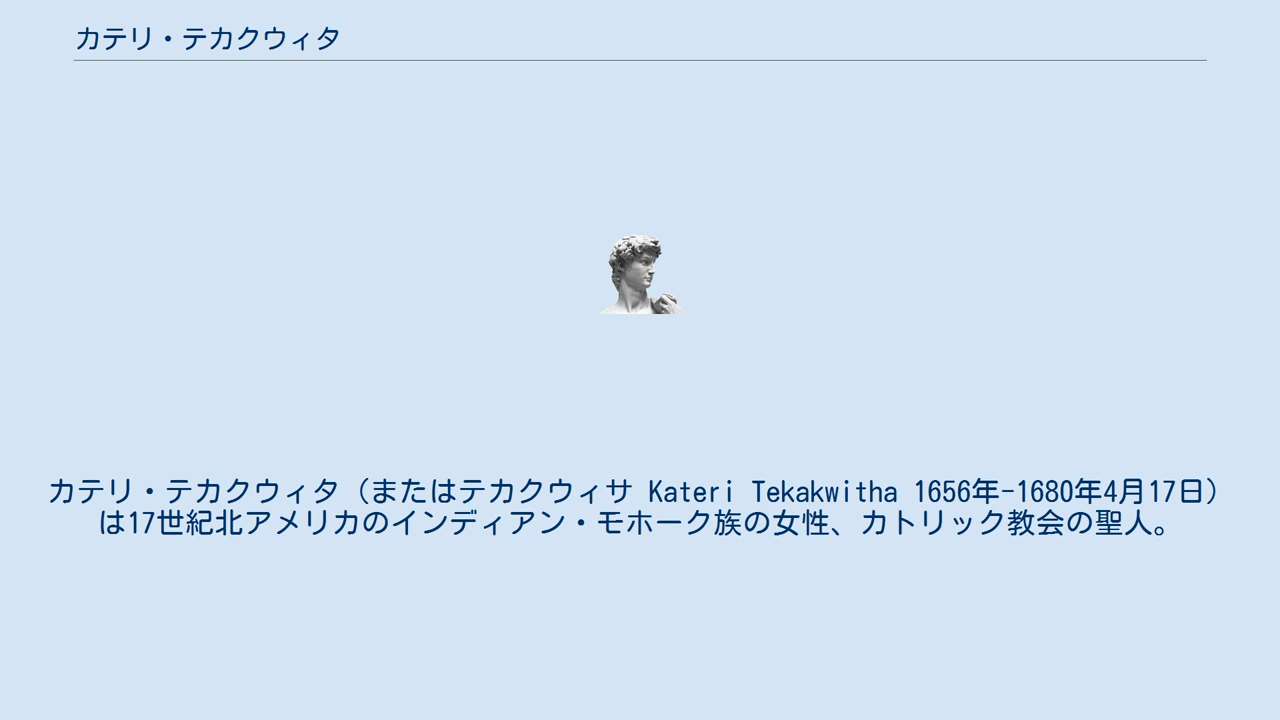 カテリ・テカクウィタ
カテリ・テカクウィタ（またはテカクウィサ Kateri Tekakwitha 1656年-1680年4月17日）
は17世紀北アメリカのインディアン・モホーク族の女性、カトリック教会の聖人。